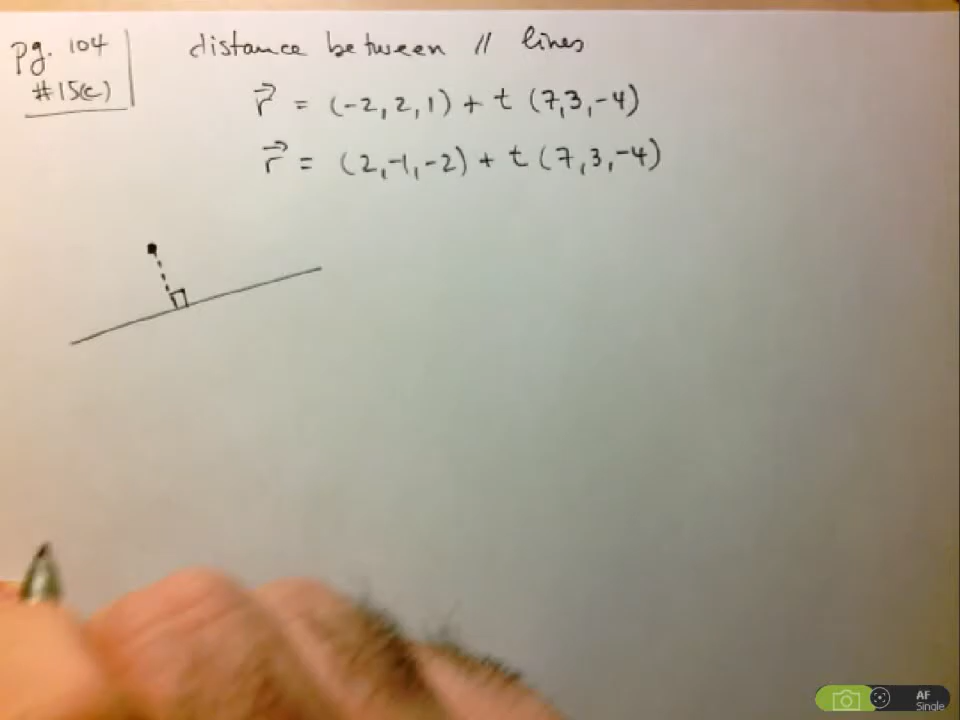 pg. 104
#15(c)
distance between // lines
r⃗ = (-2, 2, 1) + t (7, 3, -4)
r⃗ = (2, -1, -2) + t (7, 3, -4)
AF
Single